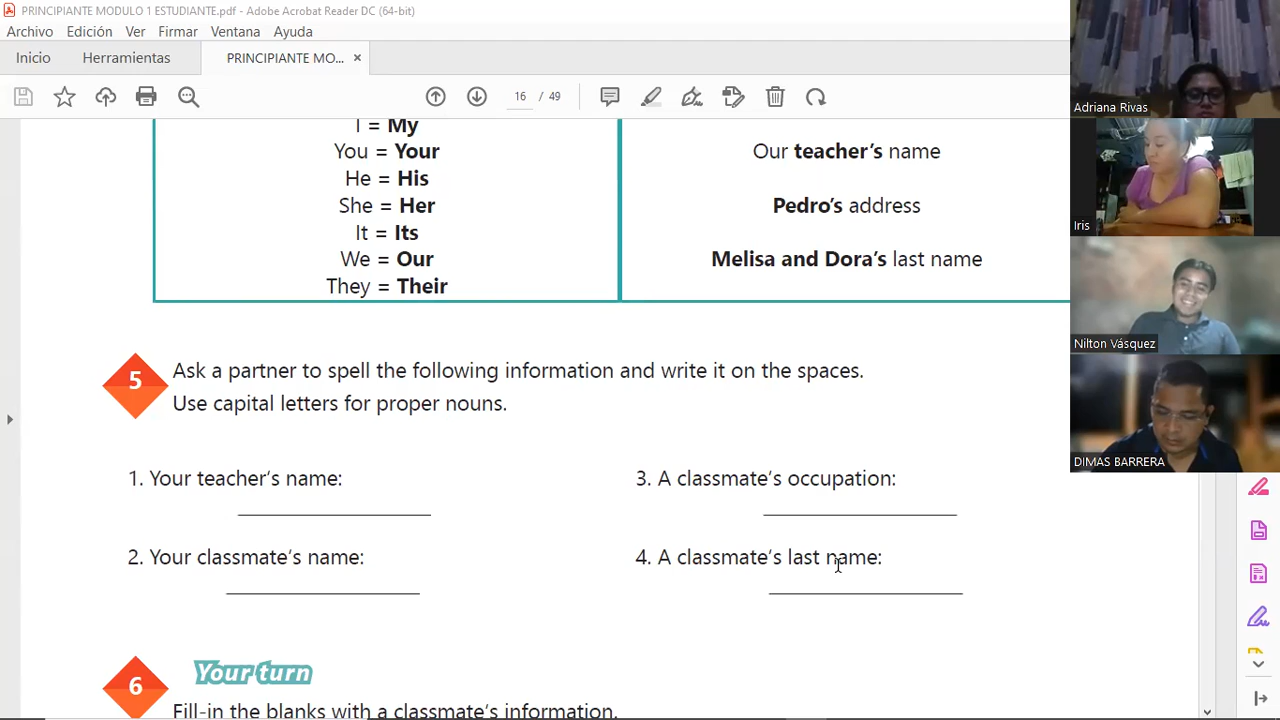 PRINCIPIANTE MODULO 1 ESTUDIANTE.pdf - Adobe Acrobat Reader DC (64-bit)
Archivo Edición Ver Firmar Ventana Ayuda
Inicio Herramientas PRINCIPIANTE MO... ×
16 / 49
I = My
You = Your
He = His
She = Her
It = Its
We = Our
They = Their
Our teacher's name
Pedro's address
Melisa and Dora's last name
5
Ask a partner to spell the following information and write it on the spaces.
Use capital letters for proper nouns.
1. Your teacher's name:
2. Your classmate's name:
3. A classmate's occupation:
4. A classmate's last name:
6
Your turn
Fill-in the blanks with a classmate's information.
Adriana Rivas
Iris
Nilton Vásquez
DIMAS BARRERA